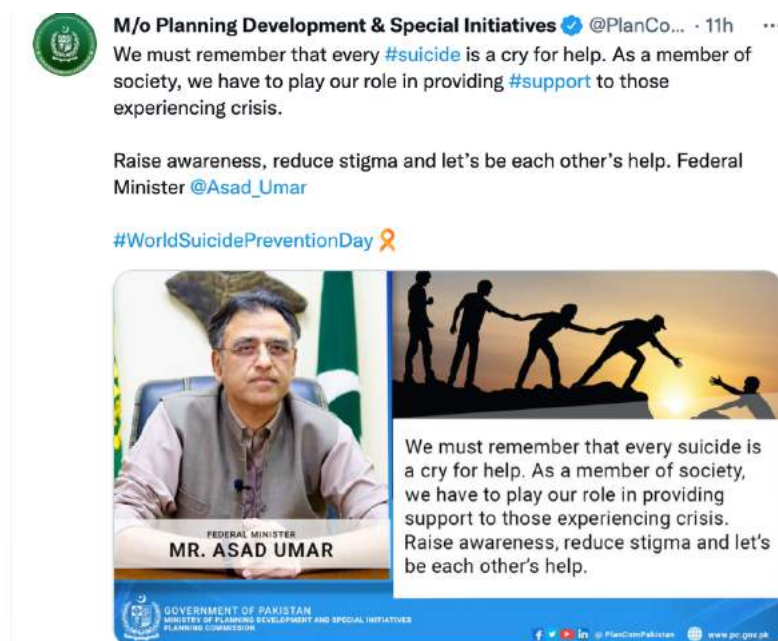 M/o Planning Development & Special Initiatives @PlanCo... · 11h
We must remember that every #suicide is a cry for help. As a member of
society, we have to play our role in providing #support to those
experiencing crisis.
Raise awareness, reduce stigma and let's be each other's help. Federal
Minister @Asad_Umar
#WorldSuicidePreventionDay
FEDERAL MINISTER
MR. ASAD UMAR
We must remember that every suicide is
a cry for help. As a member of society,
we have to play our role in providing
support to those experiencing crisis.
Raise awareness, reduce stigma and let's
be each other's help.
GOVERNMENT OF PAKISTAN
MINISTRY OF PLANNING DEVELOPMENT AND SPECIAL INITIATIVES
PLANNING COMMISSION
@PlanComPakistan www.pc.gov.pk